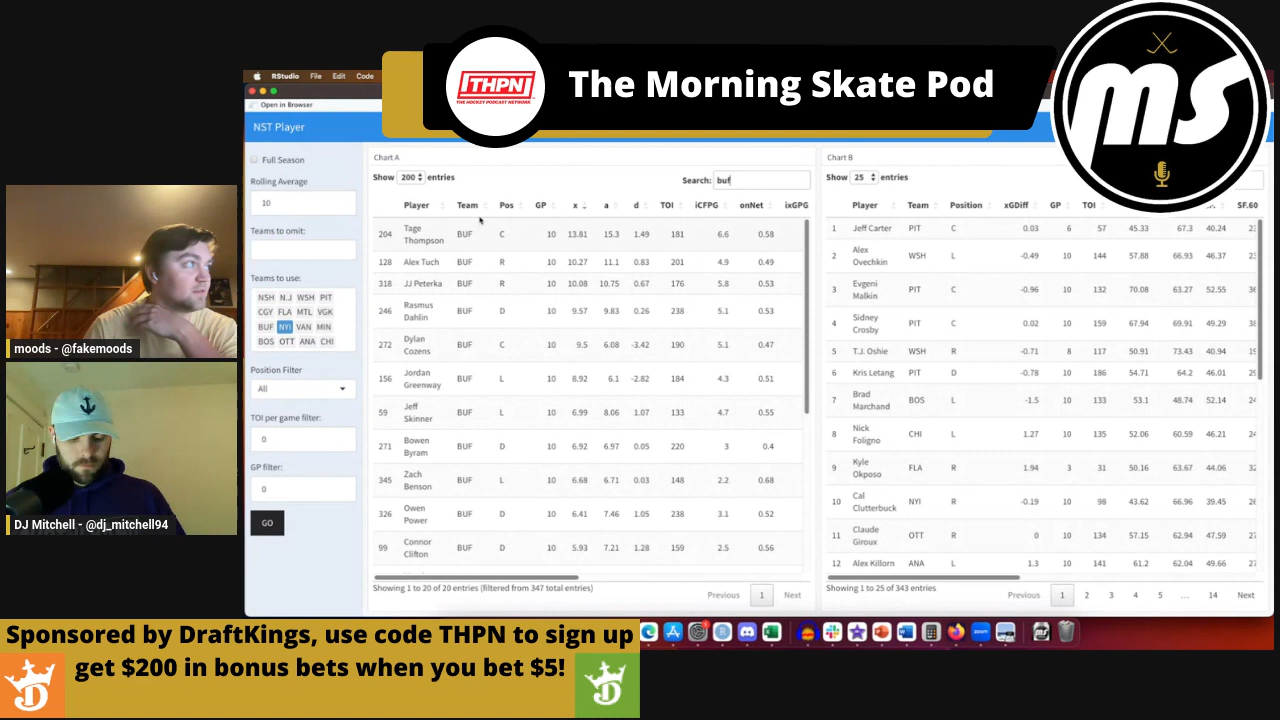 THPN
THE HOCKEY PODCAST NETWORK
The Morning Skate Pod
MS
RStudio File Edit Code
Open in Browser
NST Player
Full Season
Rolling Average
10
Teams to omit:
Teams to use:
NSH N.J WSH PIT
CGY FLA MTL VGK
BUF NYI VAN MIN
BOS OTT ANA CHI
Position Filter
All
TOI per game filter:
0
GP filter:
0
GO
Chart A
Show 200 entries
Search: buf
Player Team Pos GP x a d TOI iCFPG onNet ixGPG
204 Tage Thompson BUF C 10 13.81 15.3 1.49 181 6.6 0.58
128 Alex Tuch BUF R 10 10.27 11.1 0.83 201 4.9 0.49
318 JJ Peterka BUF R 10 10.08 10.75 0.67 176 5.8 0.53
246 Rasmus Dahlin BUF D 10 9.57 9.83 0.26 238 5.1 0.53
272 Dylan Cozens BUF C 10 9.5 6.08 -3.42 190 5.1 0.47
156 Jordan Greenway BUF L 10 8.92 6.1 -2.82 184 4.3 0.51
59 Jeff Skinner BUF L 10 6.99 8.06 1.07 133 4.7 0.55
271 Bowen Byram BUF D 10 6.92 6.97 0.05 220 3 0.4
345 Zach Benson BUF L 10 6.68 6.71 0.03 148 2.2 0.68
326 Owen Power BUF D 10 6.41 7.46 1.05 238 3.1 0.52
99 Connor Clifton BUF D 10 5.93 7.21 1.28 159 2.5 0.56
Showing 1 to 20 of 20 entries (filtered from 347 total entries)
Previous 1 Next
Chart B
Show 25 entries
Player Team Position xGDiff GP TOI SF.60
1 Jeff Carter PIT C 0.03 6 57 45.33 67.3 40.24
2 Alex Ovechkin WSH L -0.49 10 144 57.88 66.93 46.37
3 Evgeni Malkin PIT C -0.96 10 132 70.08 63.27 52.55
4 Sidney Crosby PIT C 0.02 10 159 67.94 69.91 49.29
5 T.J. Oshie WSH R -0.71 8 117 50.91 73.43 40.94
6 Kris Letang PIT D -0.78 10 186 54.71 64.2 46.01
7 Brad Marchand BOS L -1.5 10 133 53.1 48.74 52.14
8 Nick Foligno CHI L 1.27 10 135 52.06 60.59 46.21
9 Kyle Okposo FLA R 1.94 3 31 50.16 63.67 44.06
10 Cal Clutterbuck NYI R -0.19 10 98 43.62 66.96 39.45
11 Claude Giroux OTT R 0 10 134 57.15 62.94 47.59
12 Alex Killorn ANA L 1.3 10 141 61.2 62.04 49.66
Showing 1 to 25 of 343 entries
Previous 1 2 3 4 5 ... 14 Next
moods - @fakemoods
DJ Mitchell - @dj_mitchell94
Sponsored by DraftKings, use code THPN to sign up
get $200 in bonus bets when you bet $5!